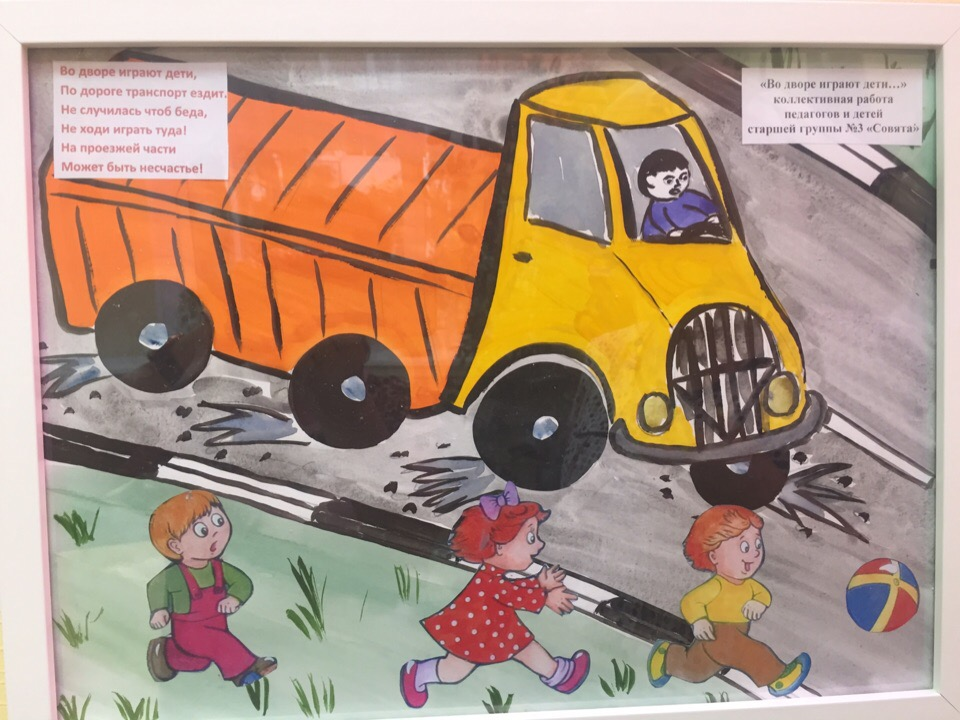 Во дворе играют дети,
По дороге транспорт ездит.
Не случилась чтоб беда,
Не ходи играть туда!
На проезжей части
Может быть несчастье!
«Во дворе играют дети…»
коллективная работа
педагогов и детей
старшей группы №3 «Совята»